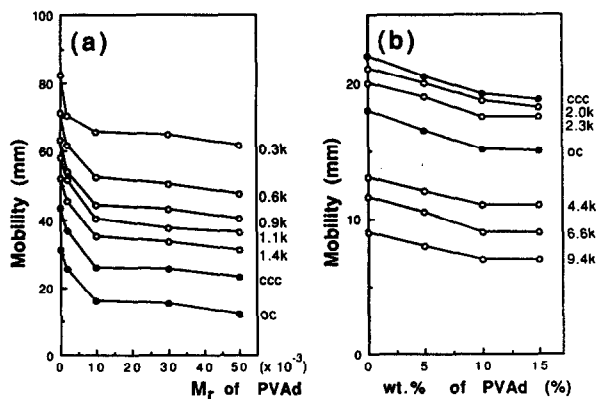 (a)
100
80
60
40
20
0
Mobility (mm)
0.3k
0.6k
0.9k
1.1k
1.4k
ccc
oc
0 10 20 30 40 50 (x 10⁻³)
Mr of PVAd
(b)
20
10
0
Mobility (mm)
ccc
2.0k
2.3k
oc
4.4k
6.6k
9.4k
0 5 10 15
wt.% of PVAd (%)